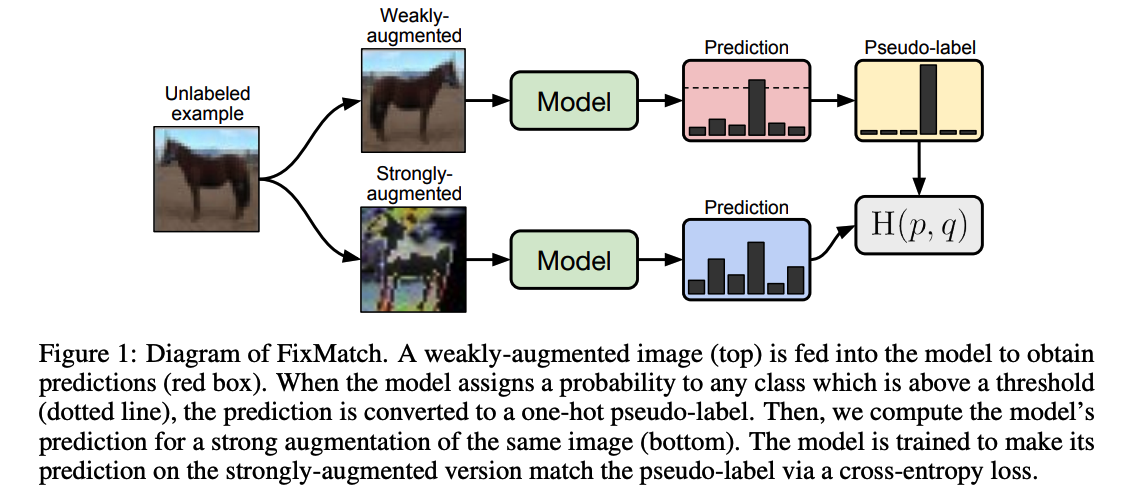 Weakly-
augmented
Unlabeled
example
Model
Prediction
Pseudo-label
Strongly-
augmented
Model
Prediction
H(p, q)
Figure 1: Diagram of FixMatch. A weakly-augmented image (top) is fed into the model to obtain
predictions (red box). When the model assigns a probability to any class which is above a threshold
(dotted line), the prediction is converted to a one-hot pseudo-label. Then, we compute the model’s
prediction for a strong augmentation of the same image (bottom). The model is trained to make its
prediction on the strongly-augmented version match the pseudo-label via a cross-entropy loss.